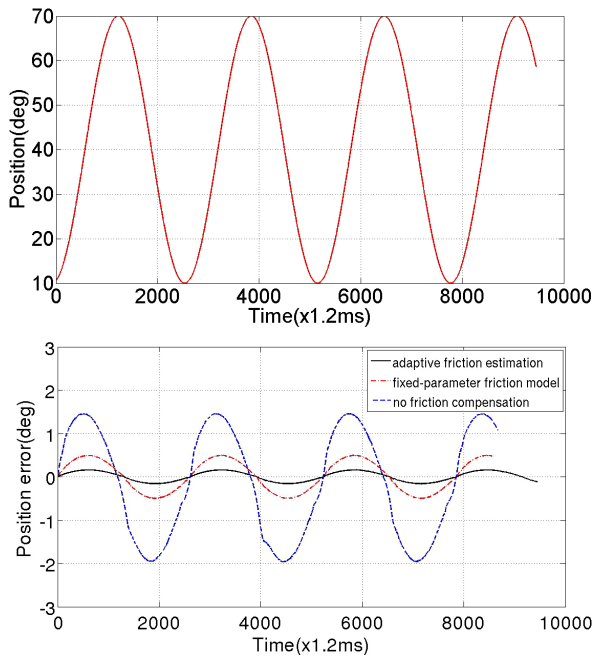 70
60
50
40
30
20
10
Position(deg)
0 2000 4000 6000 8000 10000
Time(x1.2ms)
3
2
1
0
-1
-2
-3
Position error(deg)
adaptive friction estimation
fixed-parameter friction model
no friction compensation
0 2000 4000 6000 8000 10000
Time(x1.2ms)